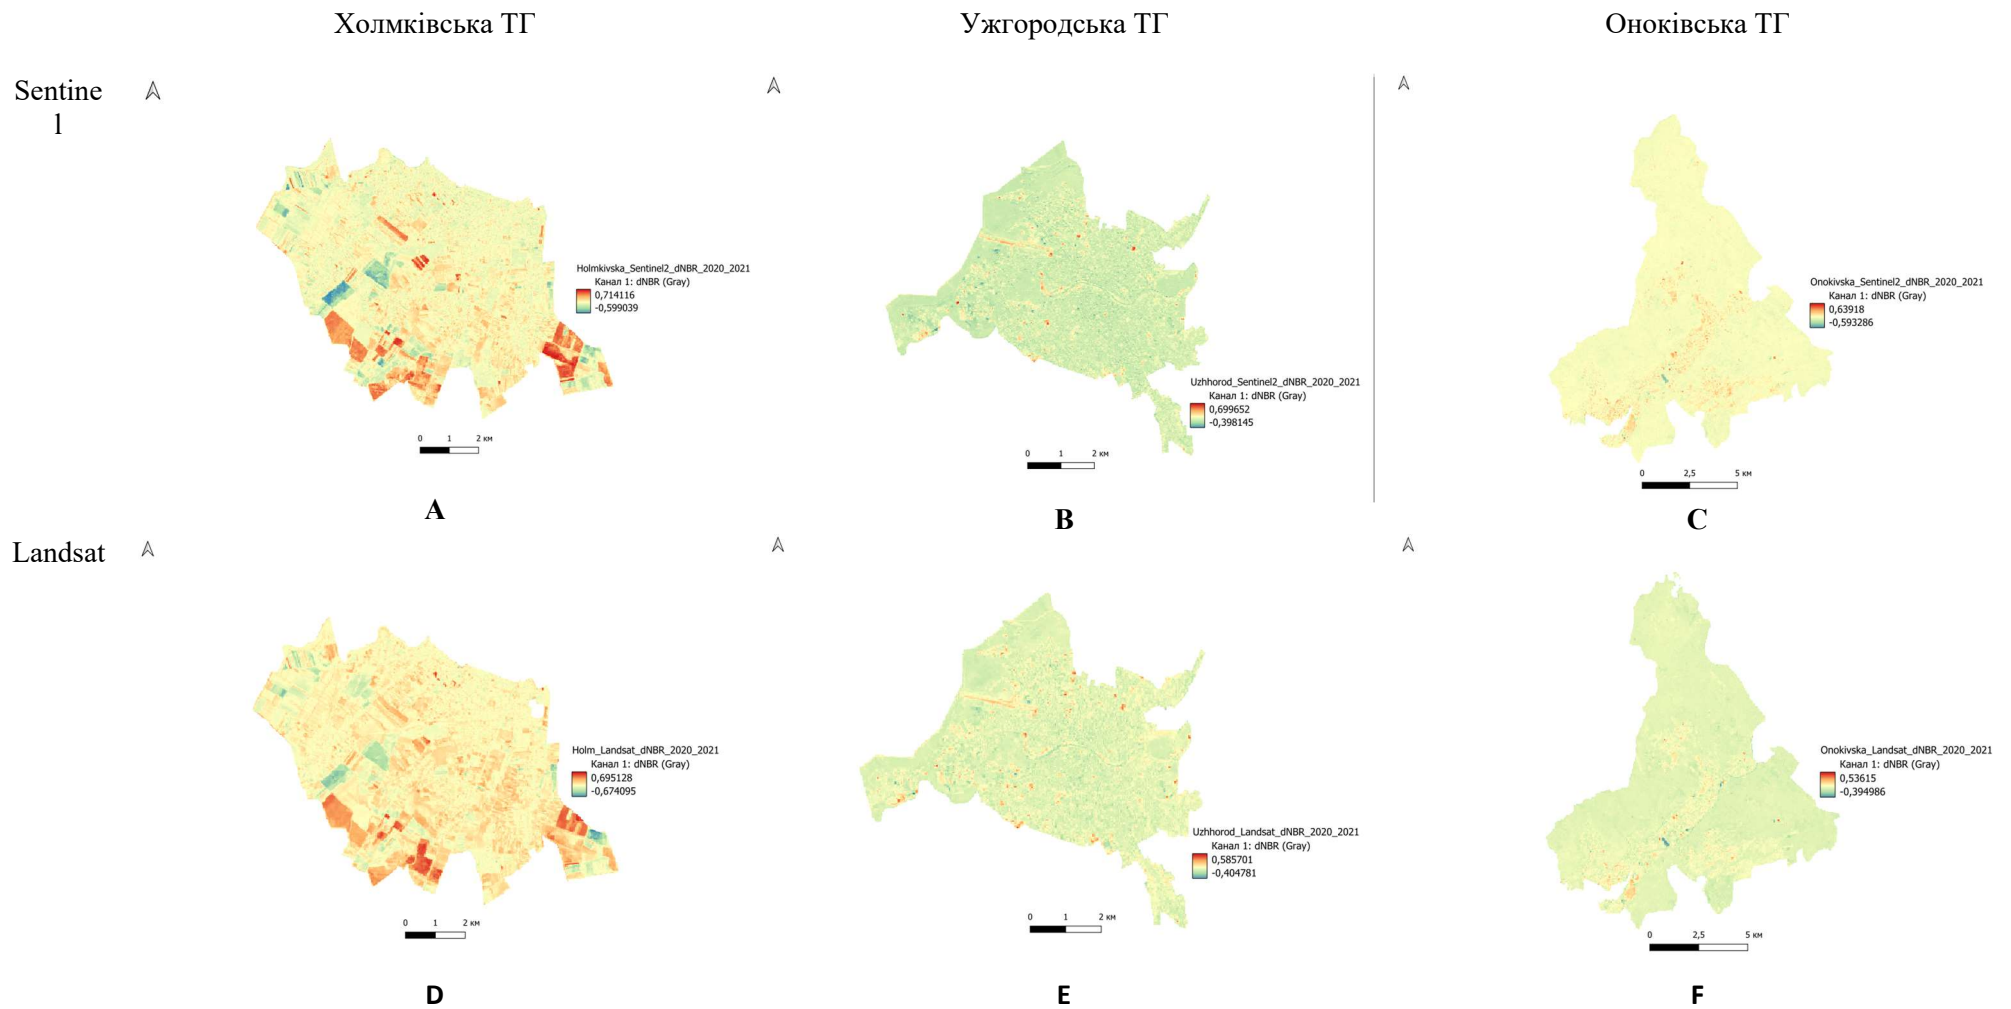 Холмківська ТГ
Ужгородська ТГ
Оноківська ТГ
Sentine
l
Holmkivska_Sentinel2_dNBR_2020_2021
Канал 1: dNBR (Gray)
0,714116
-0,599039
0 1 2 км
A
Uzhhorod_Sentinel2_dNBR_2020_2021
Канал 1: dNBR (Gray)
0,699652
-0,398145
0 1 2 км
B
Onokivska_Sentinel2_dNBR_2020_2021
Канал 1: dNBR (Gray)
0,63918
-0,593286
0 2,5 5 км
C
Landsat
Holm_Landsat_dNBR_2020_2021
Канал 1: dNBR (Gray)
0,695128
-0,674095
0 1 2 км
D
Uzhhorod_Landsat_dNBR_2020_2021
Канал 1: dNBR (Gray)
0,585701
-0,404781
0 1 2 км
E
Onokivska_Landsat_dNBR_2020_2021
Канал 1: dNBR (Gray)
0,53615
-0,394986
0 2,5 5 км
F